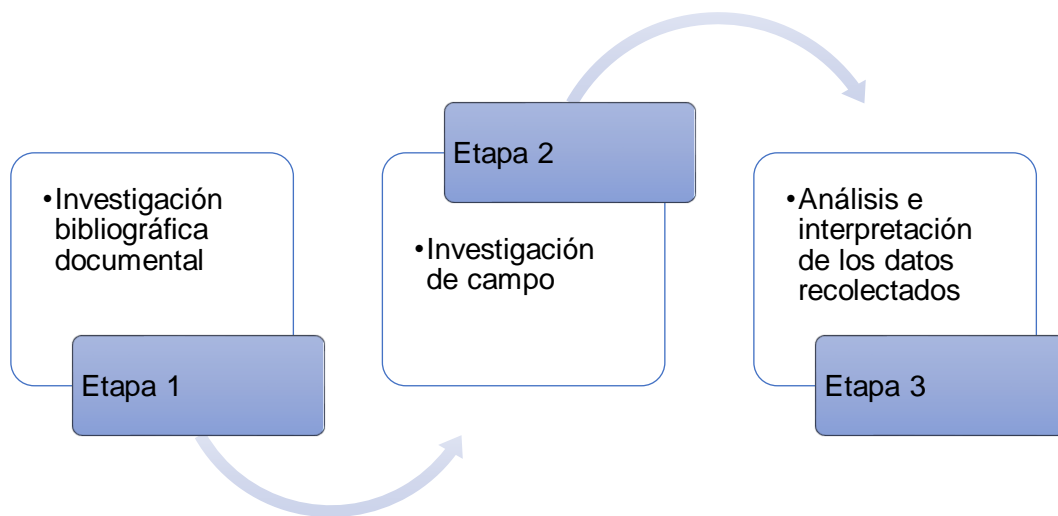 •Investigación
bibliográfica
documental
Etapa 1
Etapa 2
•Investigación
de campo
•Análisis e
interpretación
de los datos
recolectados
Etapa 3